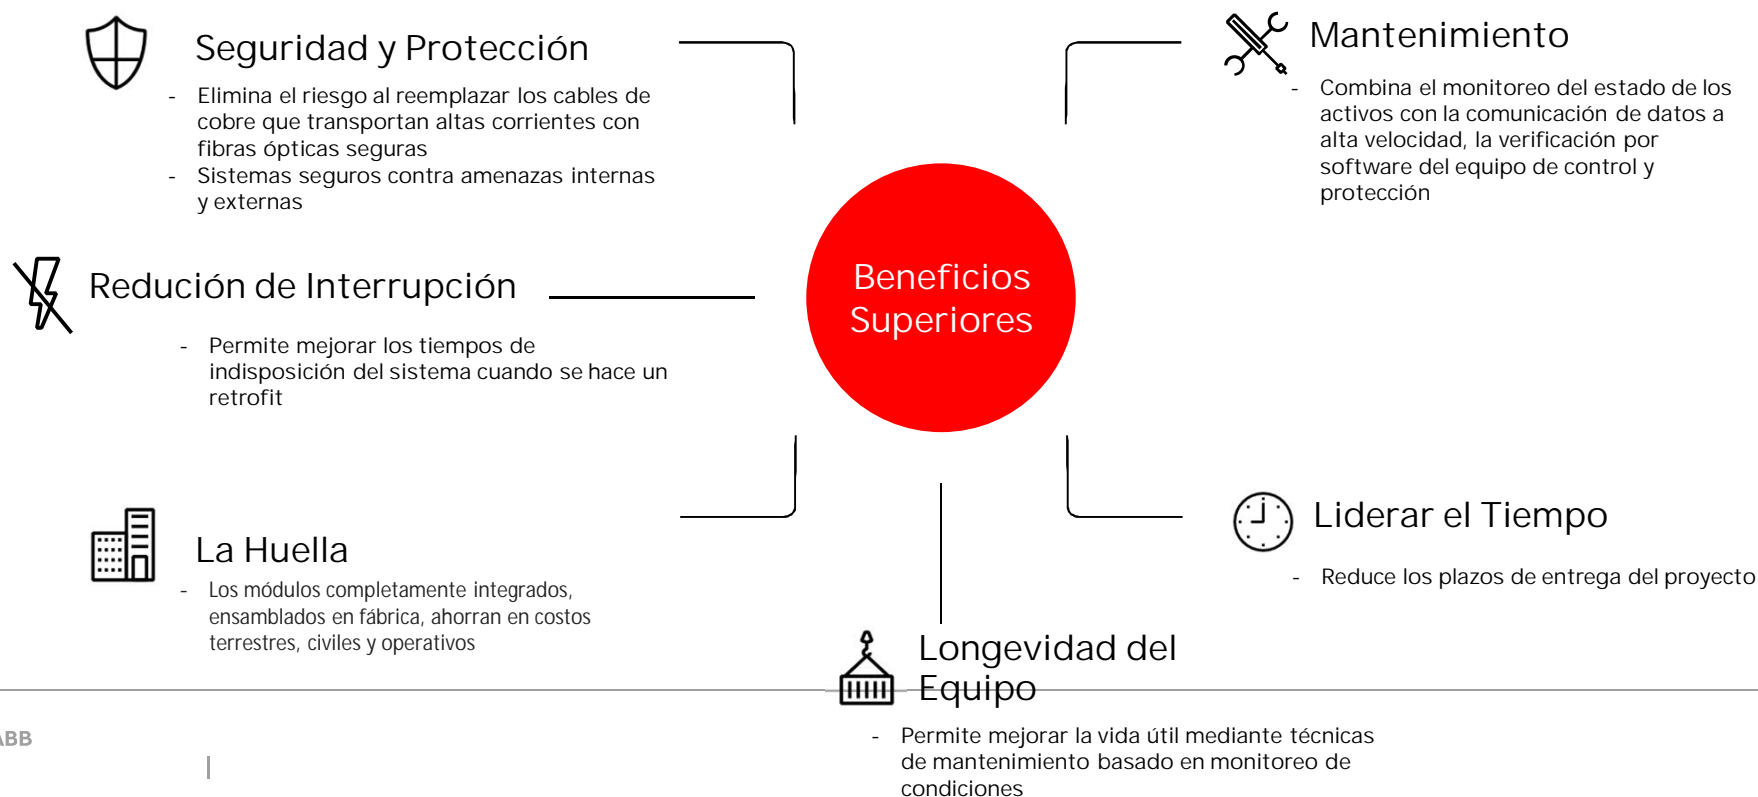 Seguridad y Protección
- Elimina el riesgo al reemplazar los cables de
cobre que transportan altas corrientes con
fibras ópticas seguras
- Sistemas seguros contra amenazas internas
y externas
Redución de Interrupción
- Permite mejorar los tiempos de
indisposición del sistema cuando se hace un
retrofit
La Huella
- Los módulos completamente integrados,
ensamblados en fábrica, ahorran en costos
terrestres, civiles y operativos
Beneficios
Superiores
Mantenimiento
- Combina el monitoreo del estado de los
activos con la comunicación de datos a
alta velocidad, la verificación por
software del equipo de control y
protección
Liderar el Tiempo
- Reduce los plazos de entrega del proyecto
Longevidad del
Equipo
- Permite mejorar la vida útil mediante técnicas
de mantenimiento basado en monitoreo de
condiciones
ABB